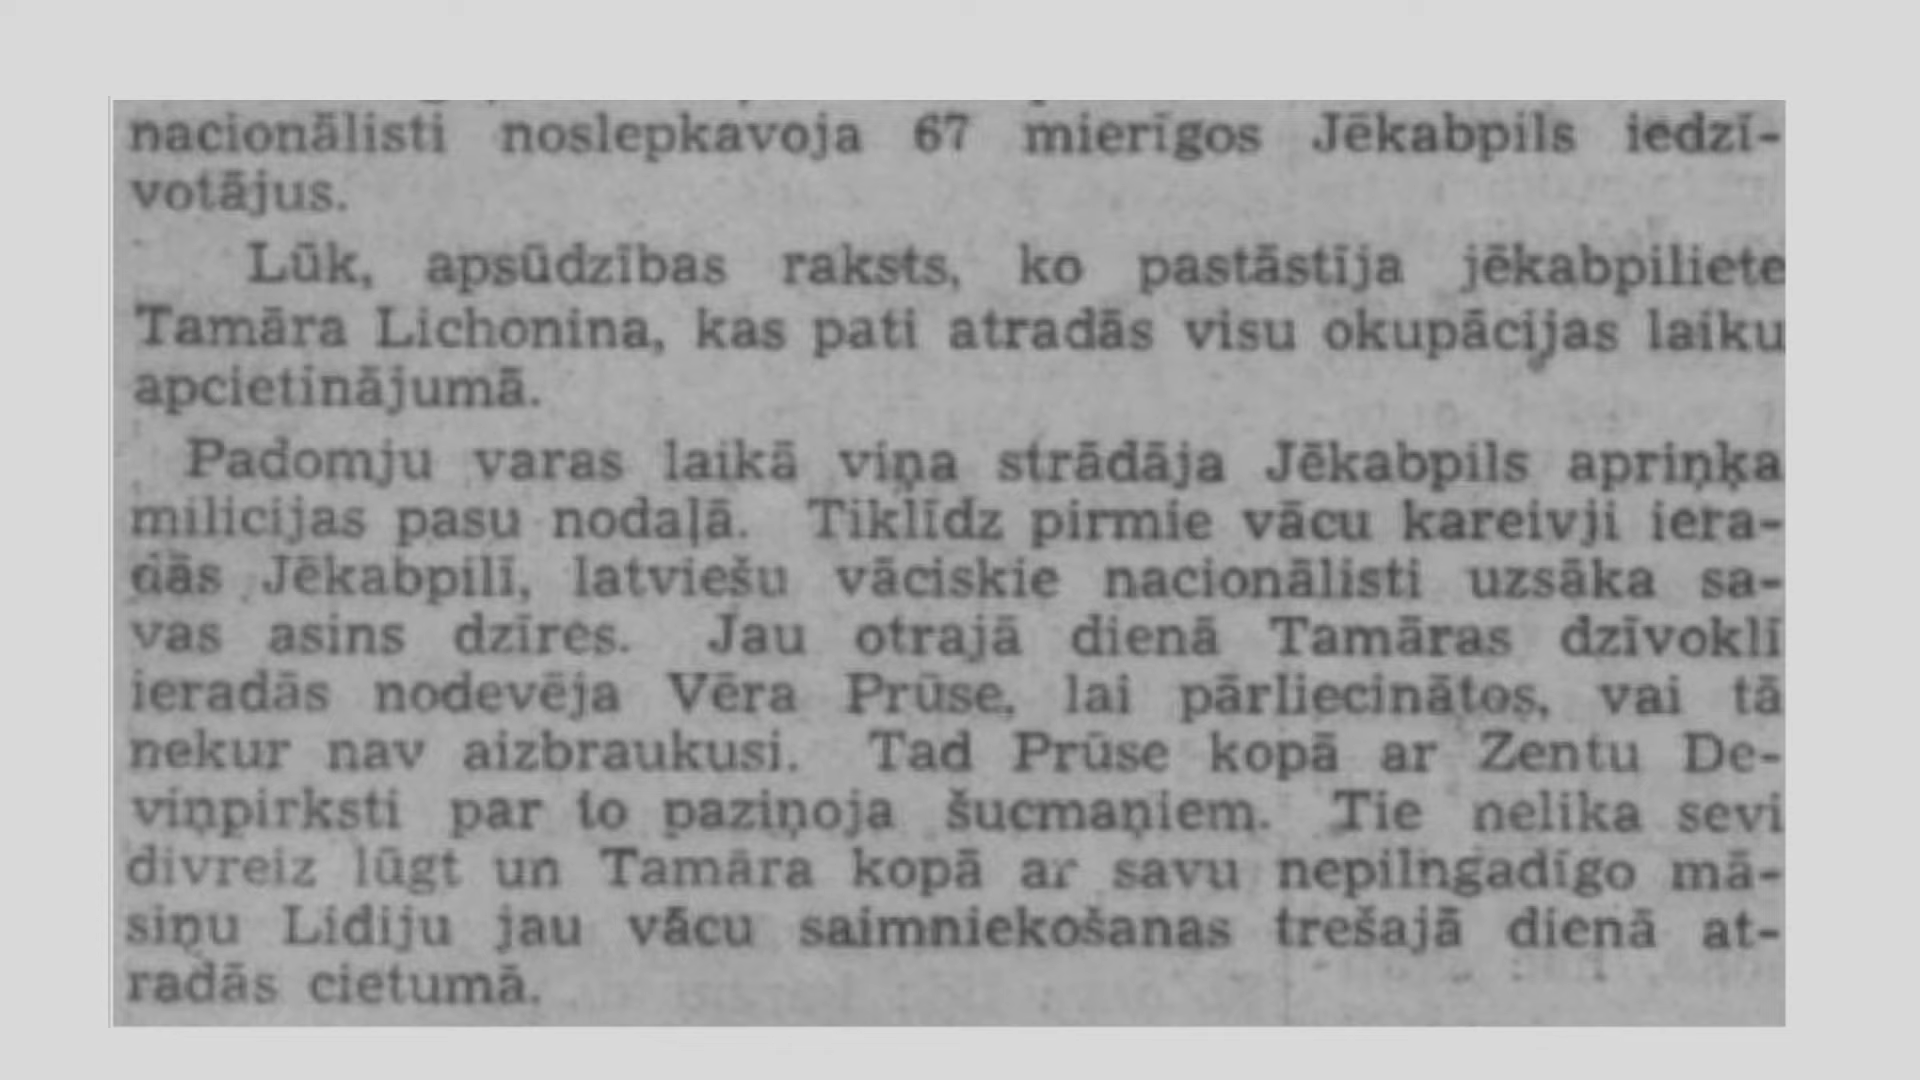 nacionālisti noslepkavoja 67 mierīgos Jēkabpils iedzī-
votājus.
Lūk, apsūdzības raksts, ko pastāstīja jēkabpiliete
Tamāra Lichonina, kas pati atradās visu okupācijas laiku
apcietinājumā.
Padomju varas laikā viņa strādāja Jēkabpils apriņķa
milicijas pasu nodaļā. Tiklīdz pirmie vācu kareivji iera-
dās Jēkabpilī, latviešu vāciskie nacionālisti uzsāka sa-
vas asins dzīres. Jau otrajā dienā Tamāras dzīvoklī
ieradās nodevēja Vēra Prūse, lai pārliecinātos, vai tā
nekur nav aizbraukusi. Tad Prūse kopā ar Zentu De-
viņpirksti par to paziņoja šucmaņiem. Tie nelika sevi
divreiz lūgt un Tamāra kopā ar savu nepilngadīgo mā-
siņu Lidiju jau vācu saimniekošanas trešajā dienā at-
radās cietumā.